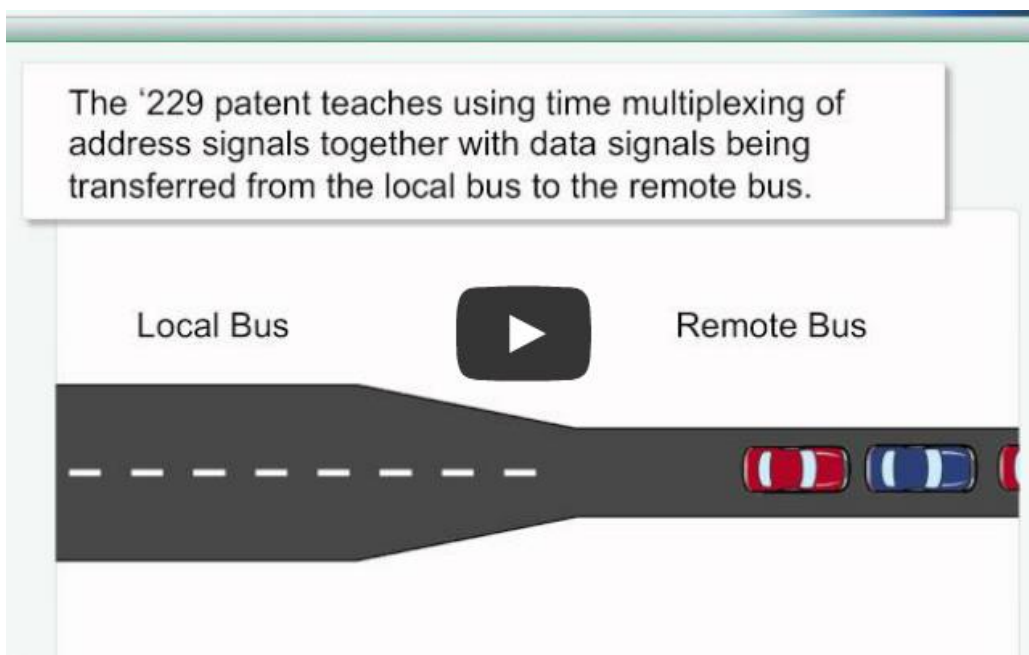 The ‘229 patent teaches using time multiplexing of
address signals together with data signals being
transferred from the local bus to the remote bus.
Local Bus
Remote Bus